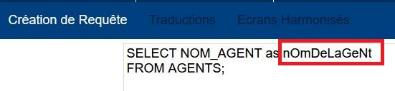 Création de Requête Traductions Ecrans Harmonisés
SELECT NOM_AGENT as nOmDeLaGeNt
FROM AGENTS;